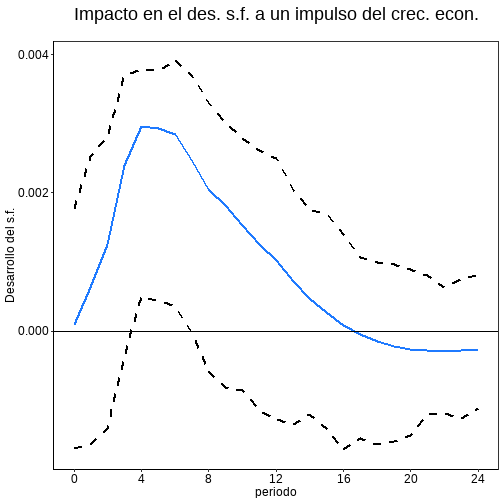 Impacto en el des. s.f. a un impulso del crec. econ.
Desarrollo del s.f.
0.004
0.002
0.000
0 4 8 12 16 20 24
periodo